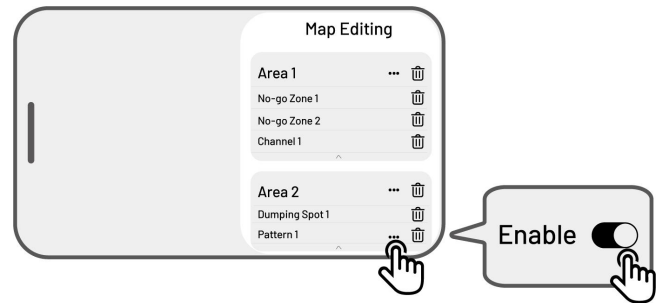 Map Editing
Area 1
No-go Zone 1
No-go Zone 2
Channel 1
Area 2
Dumping Spot 1
Pattern 1
Enable